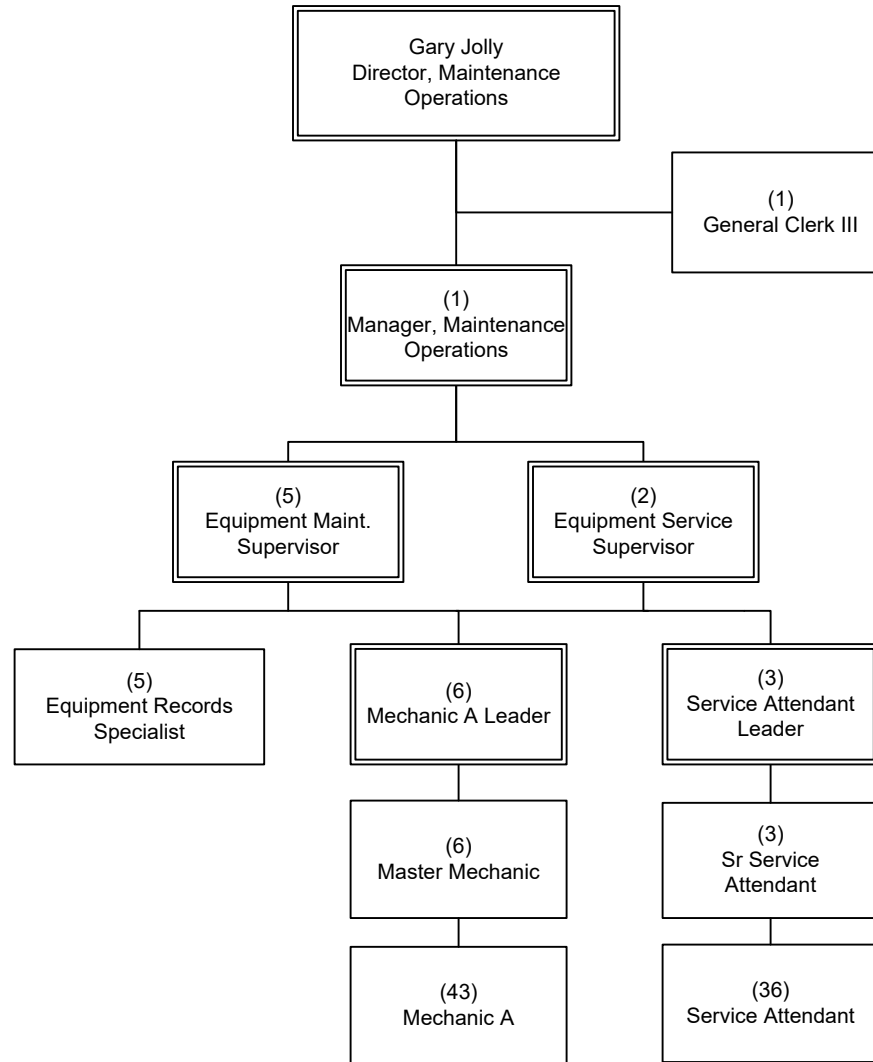 Gary Jolly
Director, Maintenance
Operations
(1)
General Clerk III
(1)
Manager, Maintenance
Operations
(5)
Equipment Maint.
Supervisor
(2)
Equipment Service
Supervisor
(5)
Equipment Records
Specialist
(6)
Mechanic A Leader
(3)
Service Attendant
Leader
(6)
Master Mechanic
(3)
Sr Service
Attendant
(43)
Mechanic A
(36)
Service Attendant